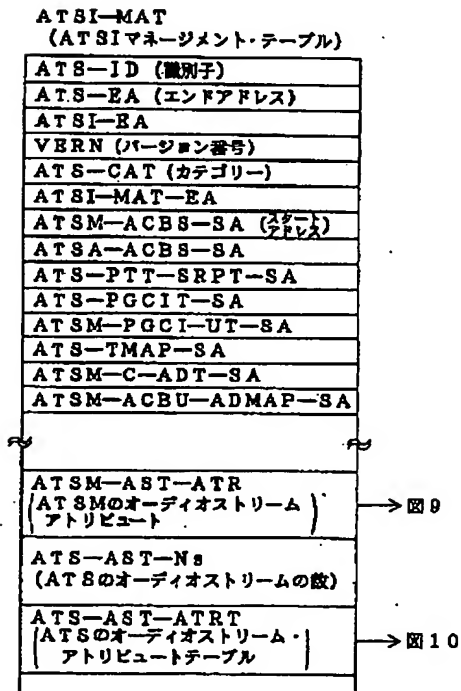 ATSI—MAT
(ATSIマネージメント・テーブル)
ATS—ID (識別子)
ATS—EA (エンドアドレス)
ATSI—EA
VERN (バージョン番号)
ATS—CAT (カテゴリー)
ATSI—MAT—EA
ATSM—ACBS—SA (スタートアドレス)
ATSA—ACBS—SA
ATS—PTT—SRPT—SA
ATS—PGCIT—SA
ATSM—PGCI—UT—SA
ATS—TMAP—SA
ATSM—C—ADT—SA
ATSM—ACBU—ADMAP—SA
ATSM—AST—ATR
(ATSMのオーディオストリーム
アトリビュート) →図9
ATS—AST—Ns
(ATSのオーディオストリームの数)
ATS—AST—ATRT
(ATSのオーディオストリーム・
アトリビュートテーブル) →図10